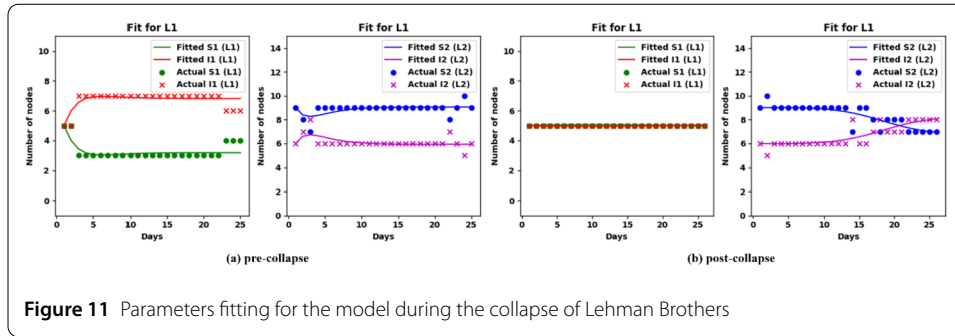 Fit for L1
Fitted S1 (L1)
Fitted I1 (L1)
Actual S1 (L1)
Actual I1 (L1)
Number of nodes
10
8
6
4
2
0
0 5 10 15 20 25
Days
Fit for L1
Fitted S2 (L2)
Fitted I2 (L2)
Actual S2 (L2)
Actual I2 (L2)
Number of nodes
14
12
10
8
6
4
2
0
0 5 10 15 20 25
Days
(a) pre-collapse
Fit for L1
Fitted S1 (L1)
Fitted I1 (L1)
Actual S1 (L1)
Actual I1 (L1)
Number of nodes
10
8
6
4
2
0
0 5 10 15 20 25
Days
Fit for L1
Fitted S2 (L2)
Fitted I2 (L2)
Actual S2 (L2)
Actual I2 (L2)
Number of nodes
14
12
10
8
6
4
2
0
0 5 10 15 20 25
Days
(b) post-collapse
Figure 11 Parameters fitting for the model during the collapse of Lehman Brothers